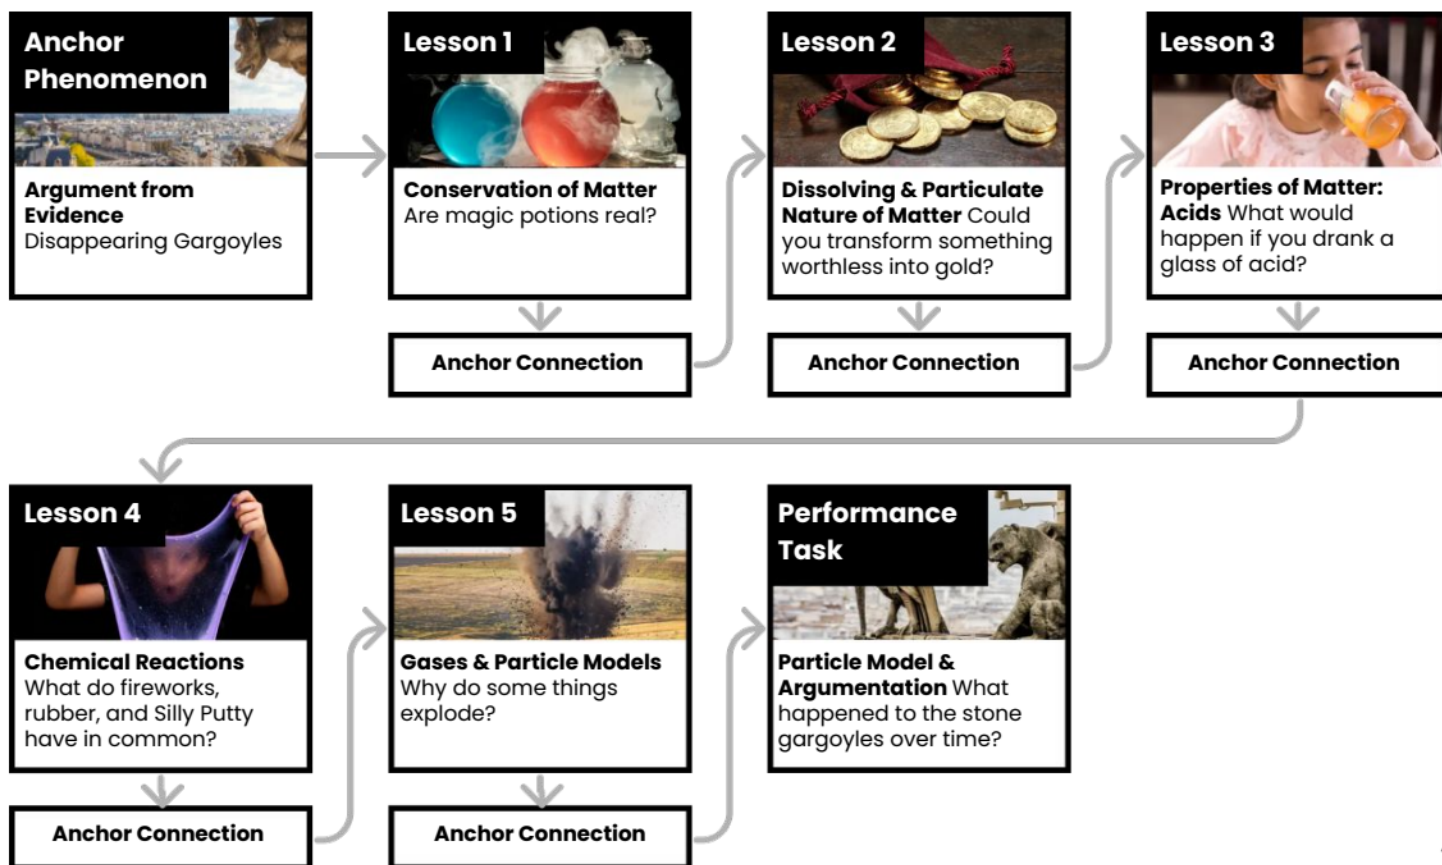 Anchor
Phenomenon
Argument from
Evidence
Disappearing Gargoyles
Lesson 1
Conservation of Matter
Are magic potions real?
Anchor Connection
Lesson 2
Dissolving & Particulate
Nature of Matter Could
you transform something
worthless into gold?
Anchor Connection
Lesson 3
Properties of Matter:
Acids What would
happen if you drank a
glass of acid?
Anchor Connection
Lesson 4
Chemical Reactions
What do fireworks,
rubber, and Silly Putty
have in common?
Anchor Connection
Lesson 5
Gases & Particle Models
Why do some things
explode?
Anchor Connection
Performance
Task
Particle Model &
Argumentation What
happened to the stone
gargoyles over time?